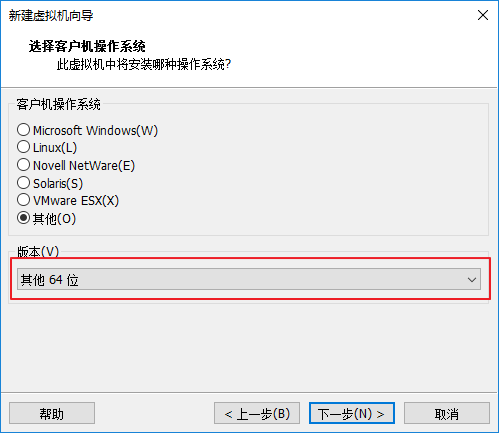 新建虚拟机向导
选择客户机操作系统
此虚拟机中将安装哪种操作系统?
客户机操作系统
Microsoft Windows(W)
Linux(L)
Novell NetWare(E)
Solaris(S)
VMware ESX(X)
其他(O)
版本(V)
其他 64 位
帮助
< 上一步(B)
下一步(N) >
取消